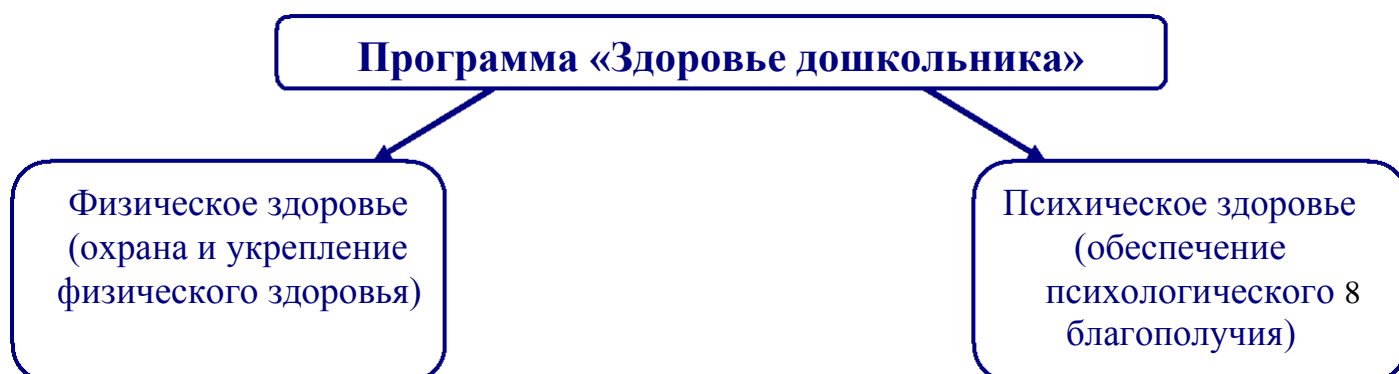 Программа «Здоровье дошкольника»
Физическое здоровье
(охрана и укрепление
физического здоровья)
Психическое здоровье
(обеспечение
психологического 8
благополучия)